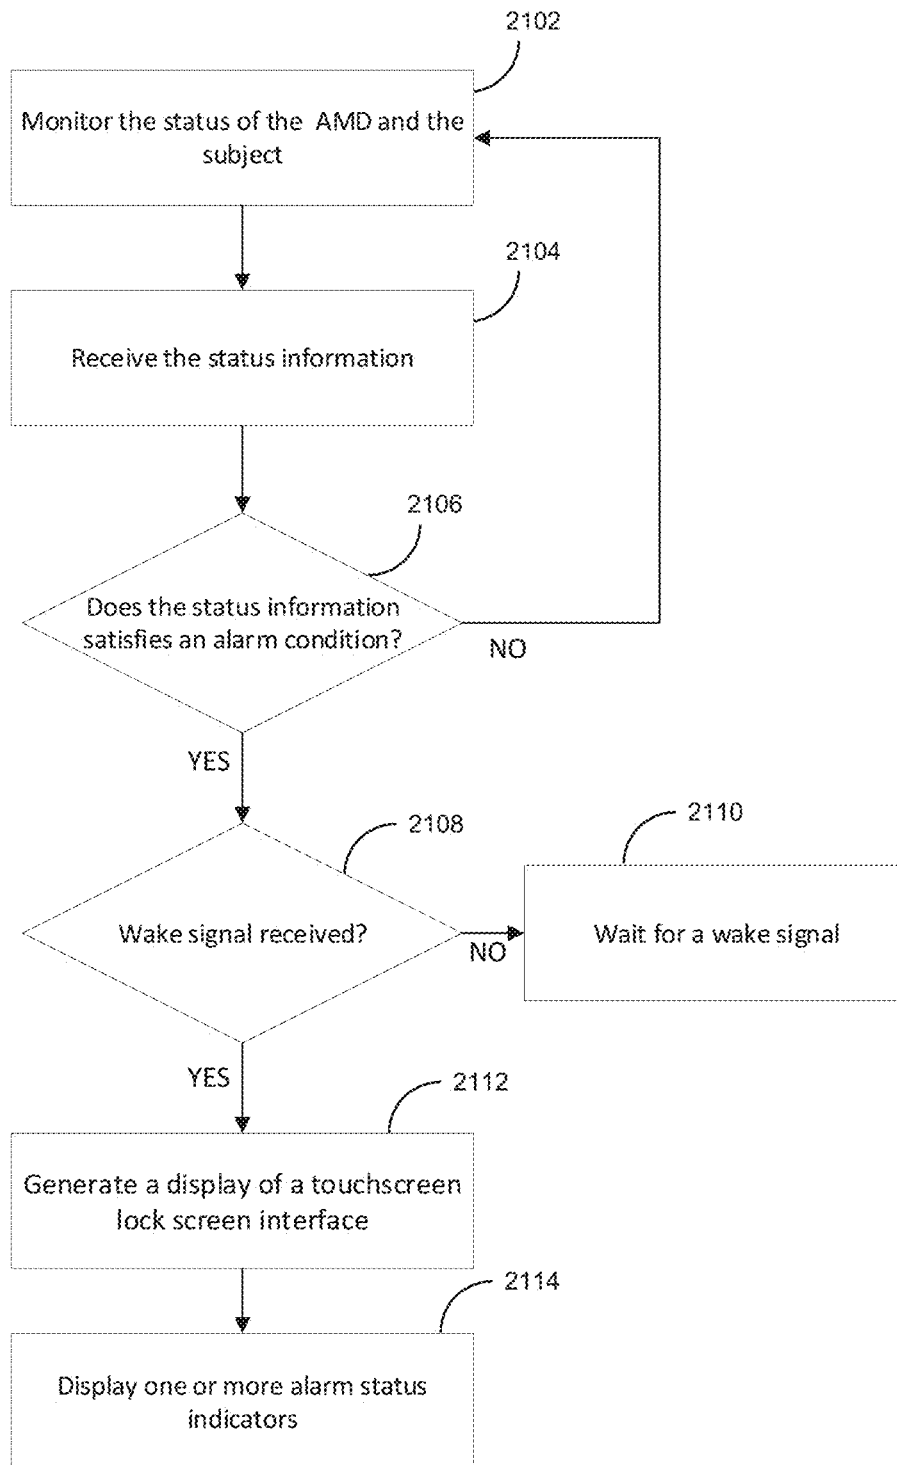 2102
Monitor the status of the AMD and the
subject
2104
Receive the status information
2106
Does the status information
satisfies an alarm condition?
NO
YES
2108
Wake signal received?
NO
2110
Wait for a wake signal
YES
2112
Generate a display of a touchscreen
lock screen interface
2114
Display one or more alarm status
indicators